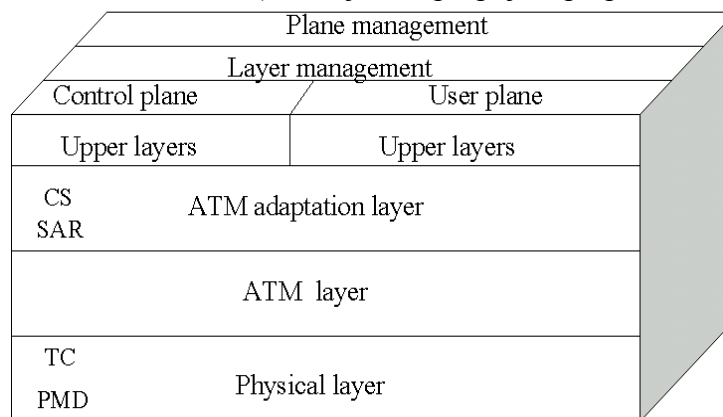 Plane management
Layer management
Control plane User plane
Upper layers Upper layers
CS
ATM adaptation layer
SAR
ATM layer
TC
Physical layer
PMD